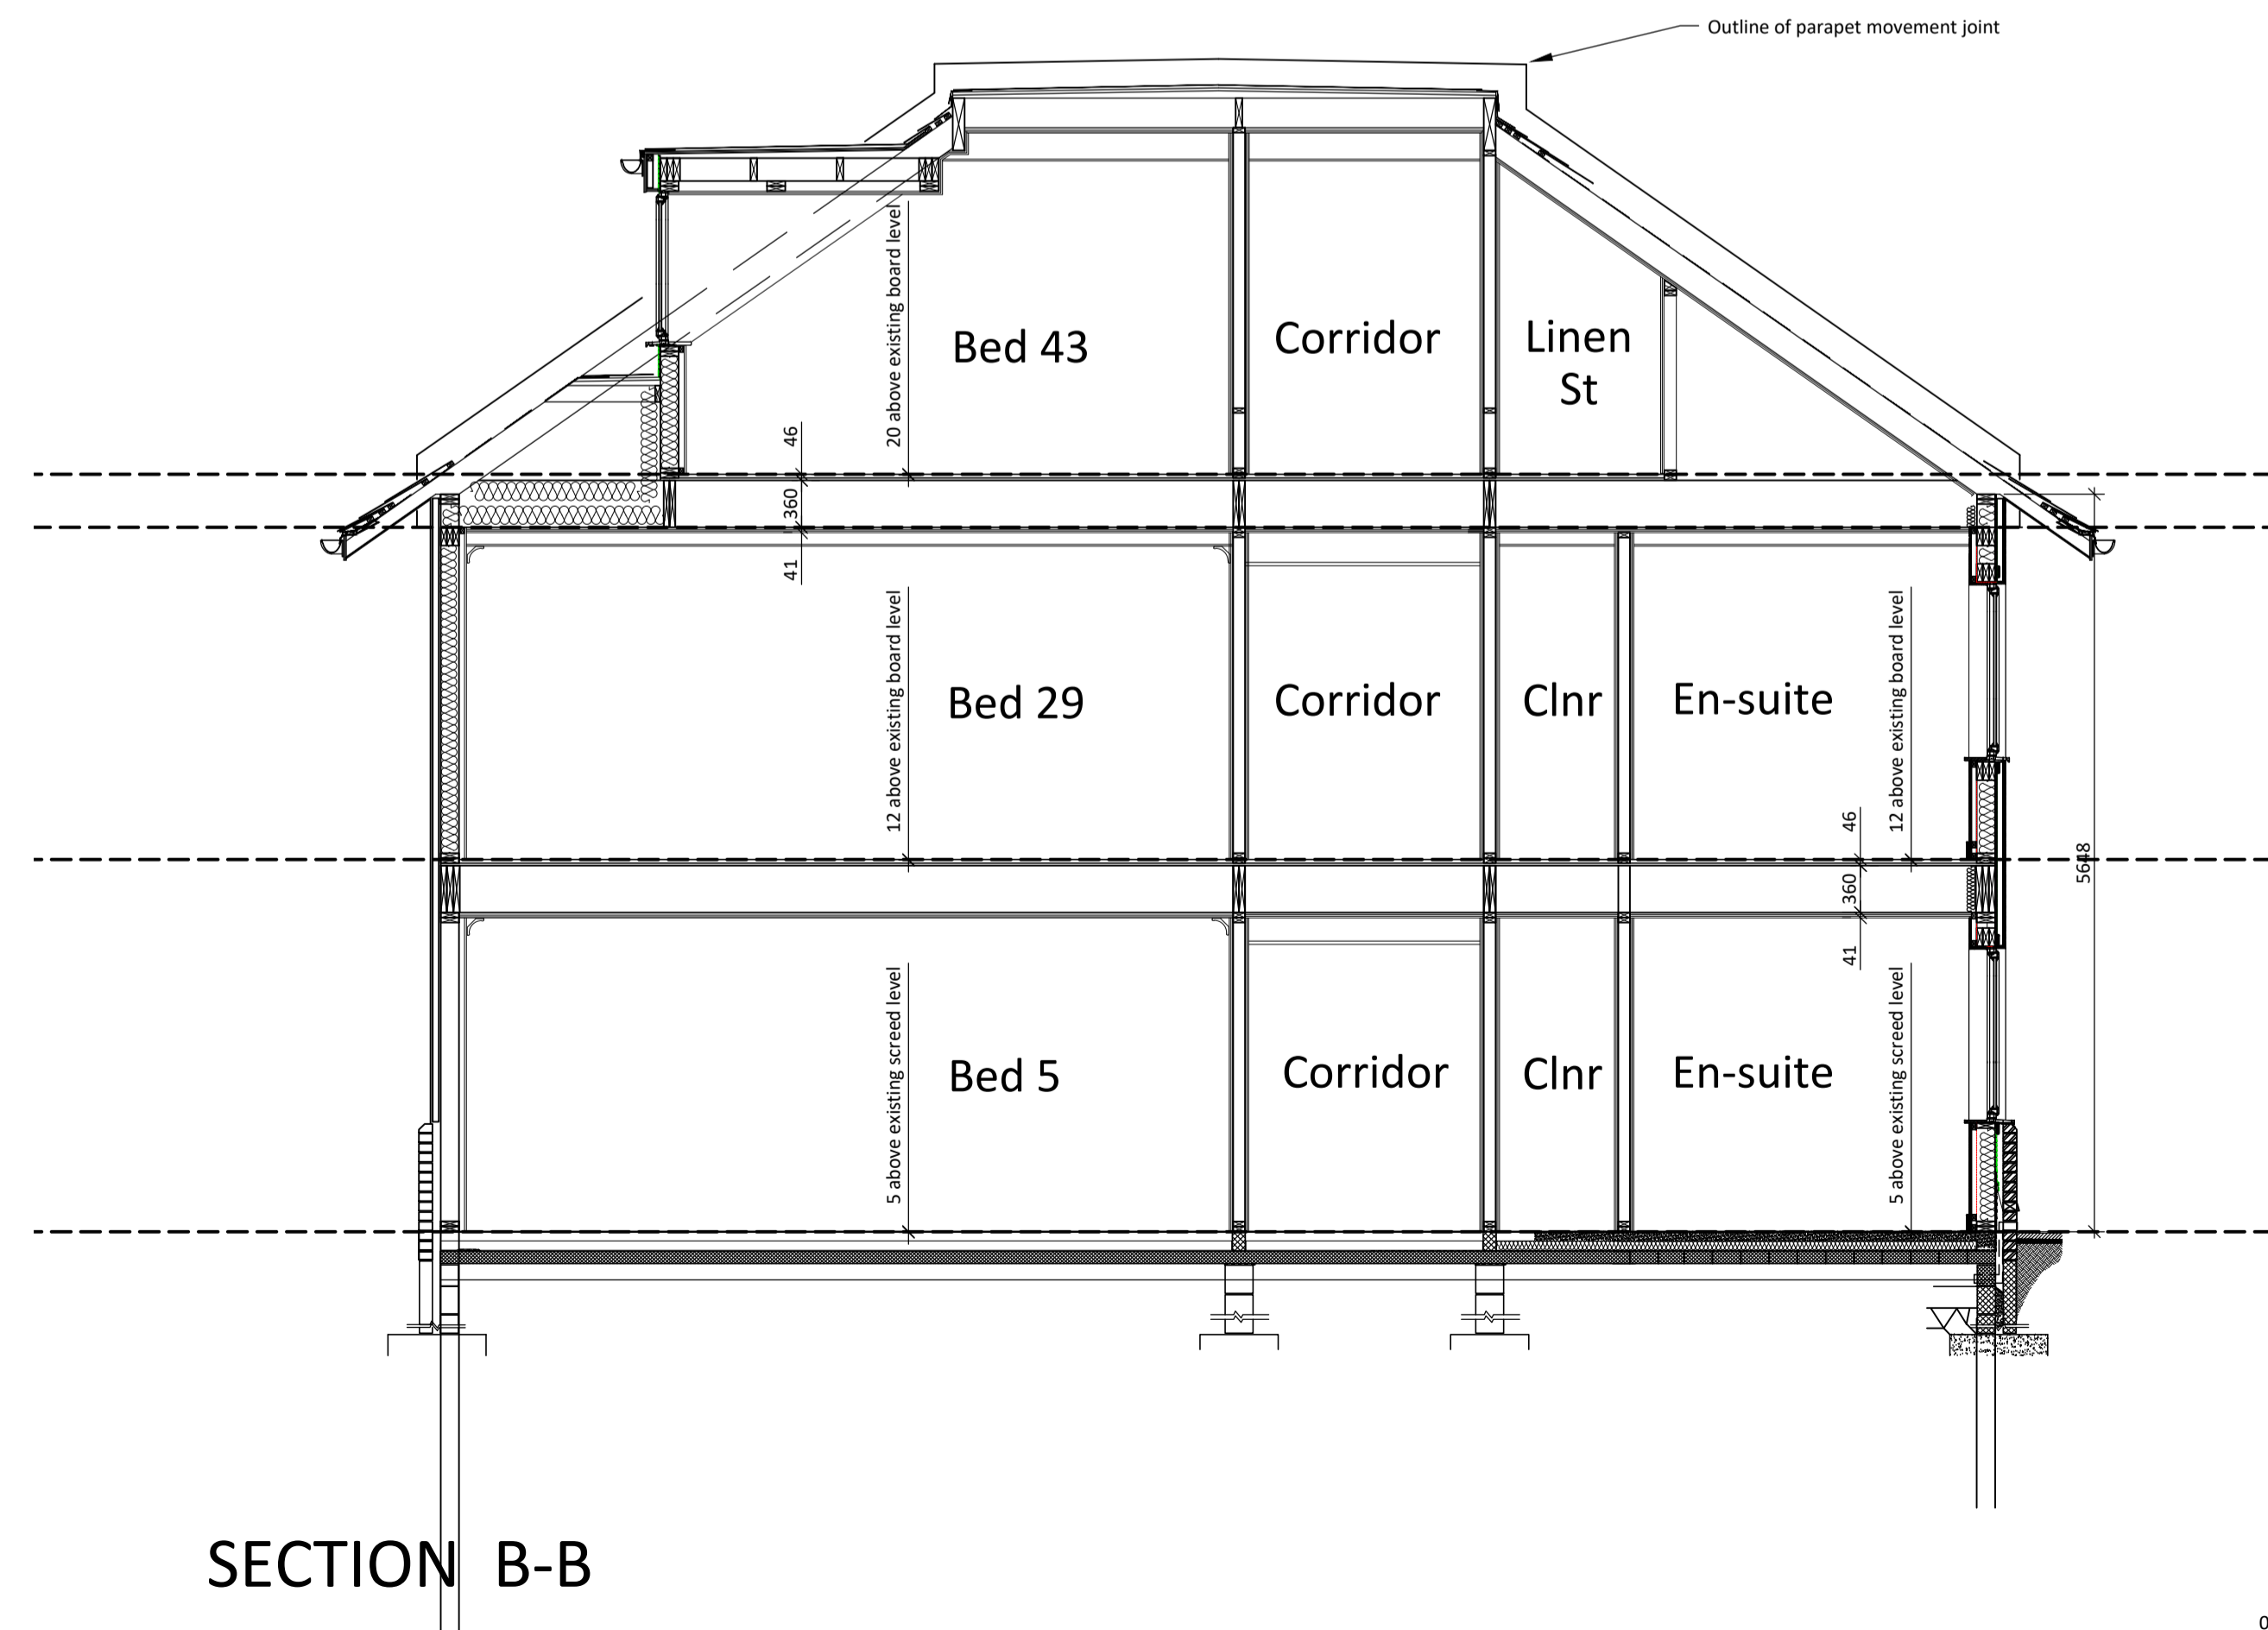 Outline of parapet movement joint
20 above existing board level
Bed 43
Corridor
Linen
St
46
360
41
12 above existing board level
Bed 29
Corridor
Clnr
En-suite
12 above existing board level
46
360
41
5648
5 above existing screed level
Bed 5
Corridor
Clnr
En-suite
5 above existing screed level
SECTION B-B
0